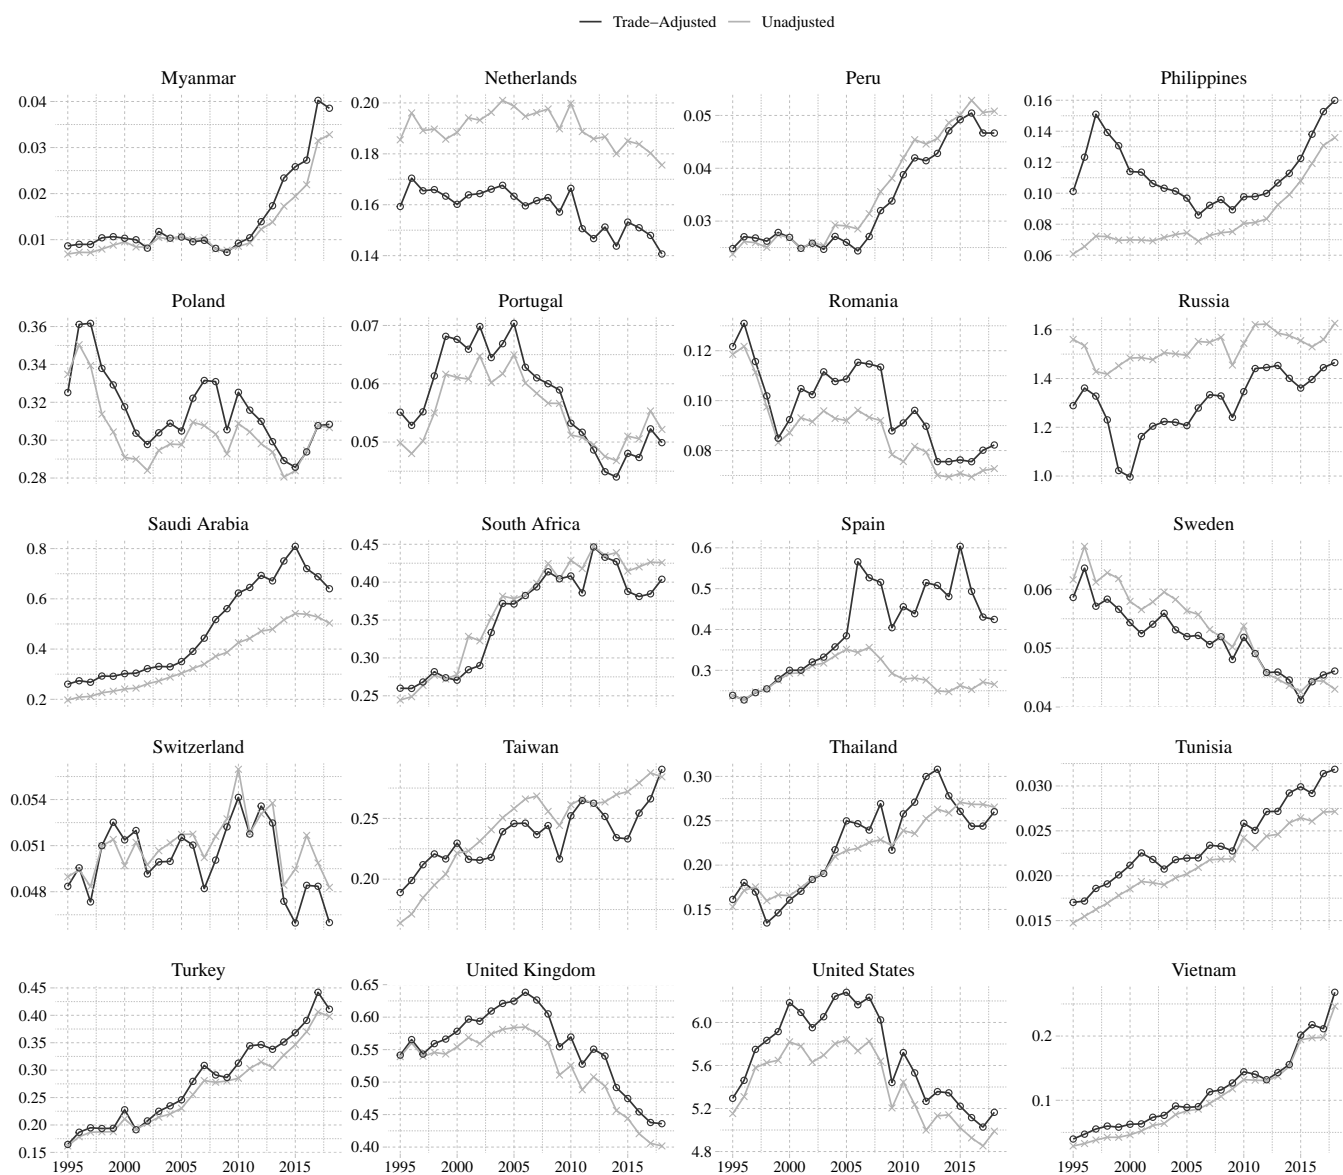 Trade−Adjusted Unadjusted
Myanmar Netherlands Peru Philippines
0.04 0.20 0.05 0.16
0.03 0.18 0.03 0.14
0.02 0.16 0.12
0.01 0.14 0.10
0.08
0.06
Poland Portugal Romania Russia
0.36 0.07 0.12 1.6
0.34 0.06 0.10 1.4
0.32 0.05 0.08 1.2
0.30 1.0
0.28
Saudi Arabia South Africa Spain Sweden
0.8 0.45 0.6 0.06
0.6 0.40 0.5 0.05
0.4 0.35 0.4 0.04
0.2 0.30 0.3
0.25
Switzerland Taiwan Thailand Tunisia
0.054 0.25 0.30 0.030
0.051 0.20 0.25 0.025
0.048 0.20 0.020
0.15 0.015
Turkey United Kingdom United States Vietnam
0.45 0.65 6.0 0.2
0.40 0.60 5.6 0.1
0.35 0.55 5.2
0.30 0.50 4.8
0.25 0.45
0.20 0.40
0.15
1995 2000 2005 2010 2015 1995 2000 2005 2010 2015 1995 2000 2005 2010 2015 1995 2000 2005 2010 2015